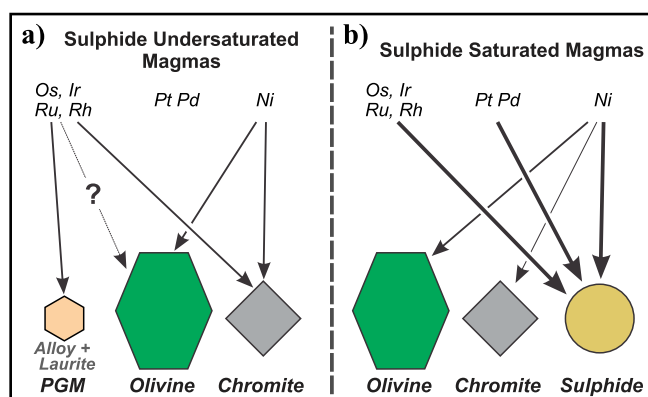 a)
Sulphide Undersaturated
Magmas
Os, Ir
Ru, Rh
Pt Pd
Ni
?
Alloy +
Laurite
PGM
Olivine
Chromite
b)
Sulphide Saturated Magmas
Os, Ir
Ru, Rh
Pt Pd
Ni
Olivine
Chromite
Sulphide